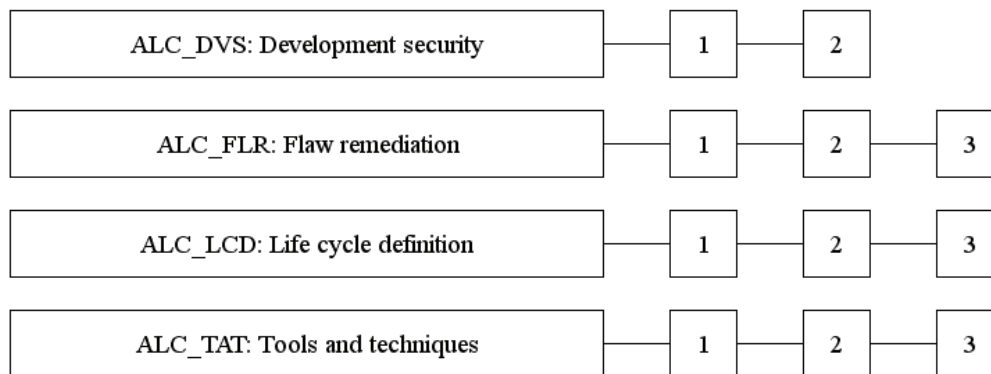 ALC_DVS: Development security 1 2
ALC_FLR: Flaw remediation 1 2 3
ALC_LCD: Life cycle definition 1 2 3
ALC_TAT: Tools and techniques 1 2 3